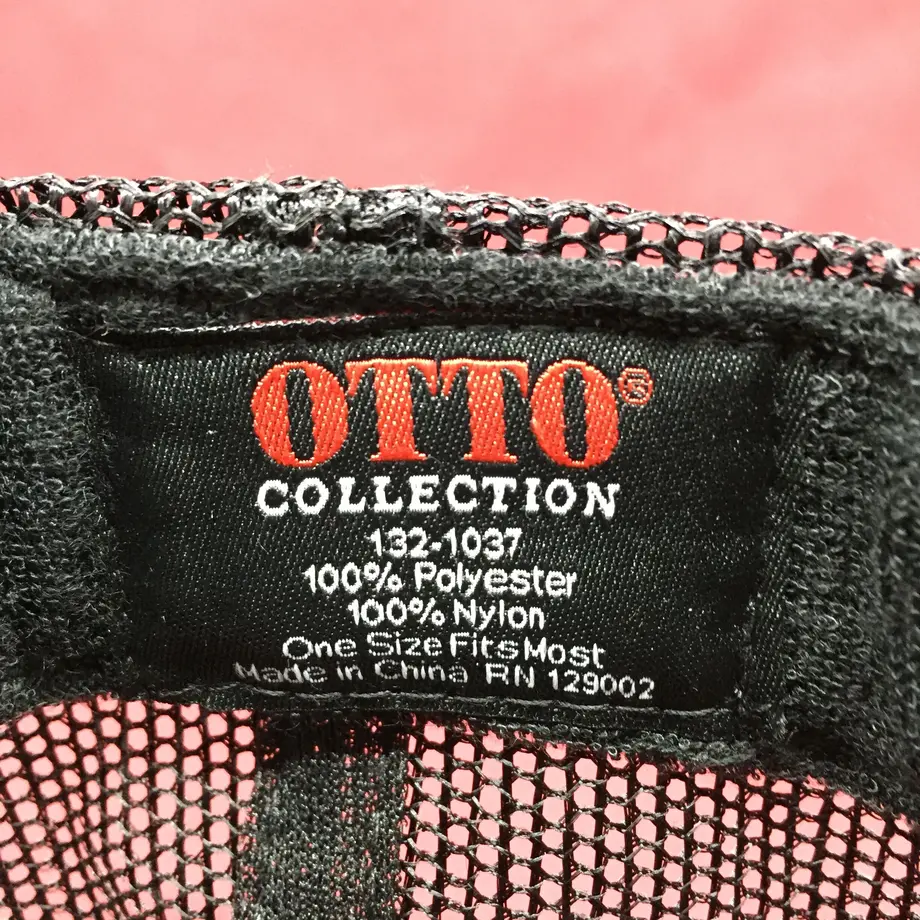 OTTO®
COLLECTION
132-1037
100% Polyester
100% Nylon
One Size Fits Most
Made in China RN 129002